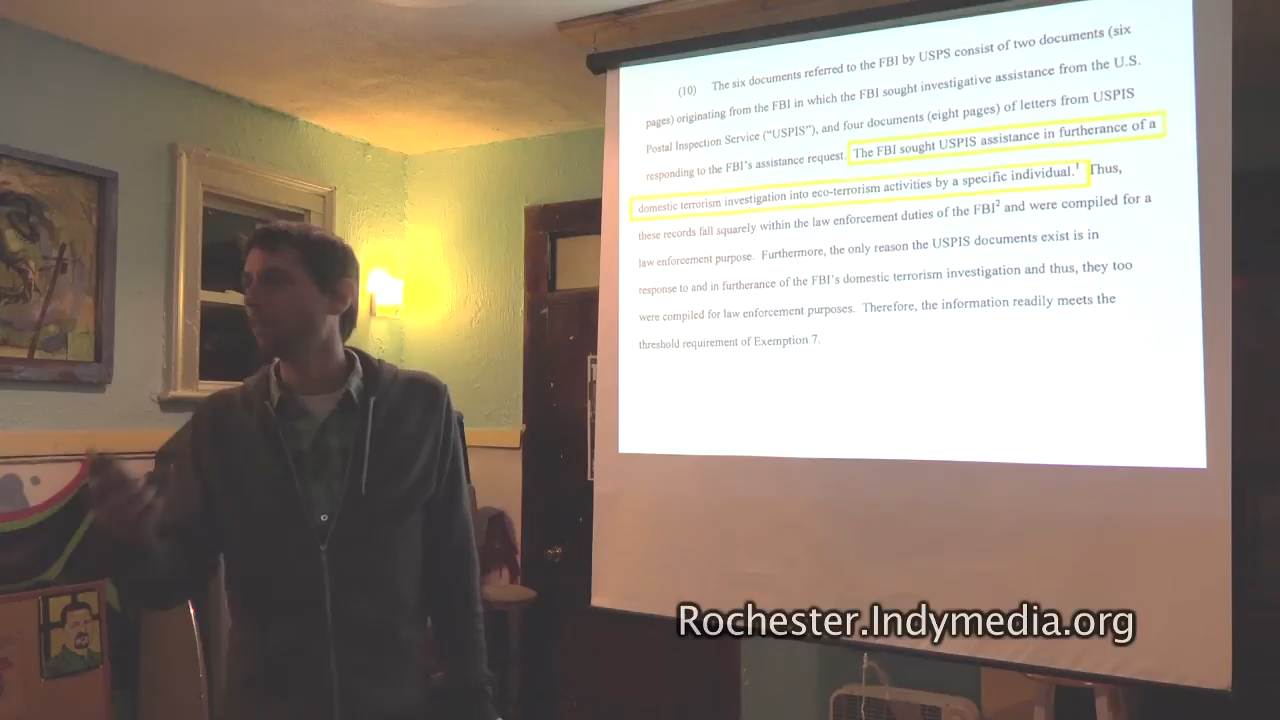 (10) The six documents referred to the FBI by USPS consist of two documents (six
pages) originating from the FBI in which the FBI sought investigative assistance from the U.S.
Postal Inspection Service (“USPIS”), and four documents (eight pages) of letters from USPIS
responding to the FBI’s assistance request. The FBI sought USPIS assistance in furtherance of a
domestic terrorism investigation into eco-terrorism activities by a specific individual.1 Thus,
these records fall squarely within the law enforcement duties of the FBI2 and were compiled for a
law enforcement purpose. Furthermore, the only reason the USPIS documents exist is in
response to and in furtherance of the FBI’s domestic terrorism investigation and thus, they too
were compiled for law enforcement purposes. Therefore, the information readily meets the
threshold requirement of Exemption 7.
Rochester.Indymedia.org